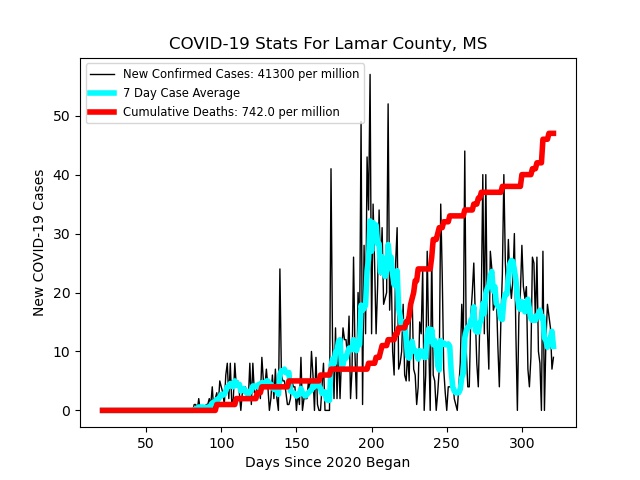 COVID-19 Stats For Lamar County, MS
New Confirmed Cases: 41300 per million
7 Day Case Average
Cumulative Deaths: 742.0 per million
New COVID-19 Cases
50
40
30
20
10
0
50 100 150 200 250 300
Days Since 2020 Began